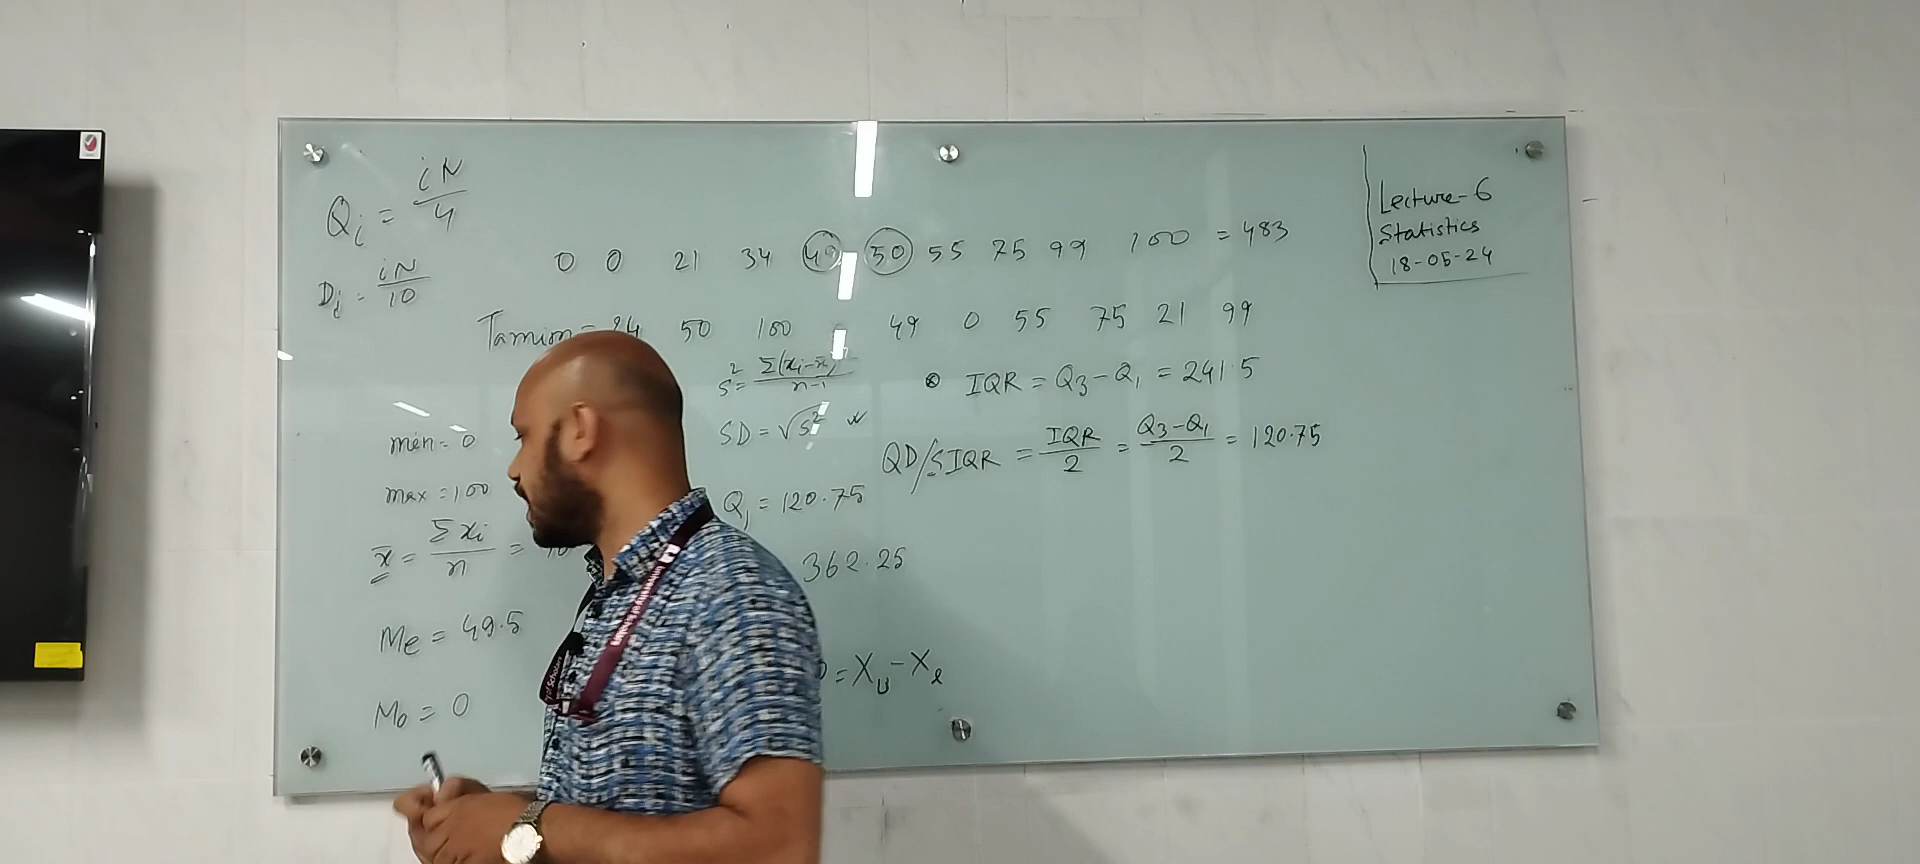 Lecture-6
Statistics
18-05-24
Qi = iN/4
Di = iN/10
0 0 21 34 49 50 55 75 99 100 = 483
Tamim = 34 50 100 49 0 55 75 21 99
S² = Σ(xi-x̄)/n-1
IQR = Q₃-Q₁ = 241.5
SD = √S²
QD/SIQR = IQR/2 = Q₃-Q₁/2 = 120.75
min = 0
max = 100
Q₁ = 120.75
x̄ = Σxi/n =
362.25
Me = 49.5
= Xu - Xl
Mo = 0